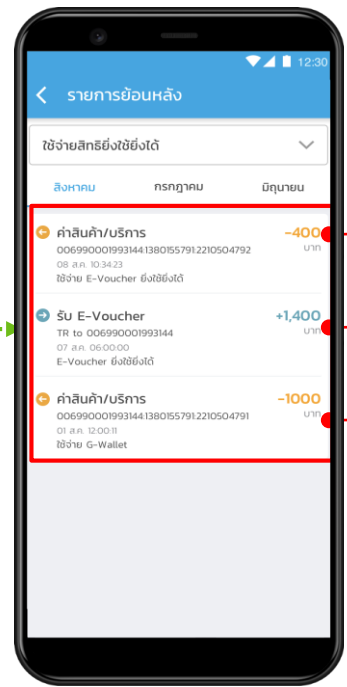 12:30
รายการย้อนหลัง
ใช้จ่ายสิทธิยิ่งใช้ยิ่งได้
สิงหาคม กรกฎาคม มิถุนายน
ค่าสินค้า/บริการ -400
00699000199314413801557912210504792 บาท
08 ส.ค. 10:34:23
ใช้จ่าย E-Voucher ยิ่งใช้ยิ่งได้
รับ E-Voucher +1,400
TR to 006990001993144 บาท
07 ส.ค. 06:00:00
E-Voucher ยิ่งใช้ยิ่งได้
ค่าสินค้า/บริการ -1000
00699000199314413801557912210504791 บาท
01 ส.ค. 12:00:11
ใช้จ่าย G-Wallet